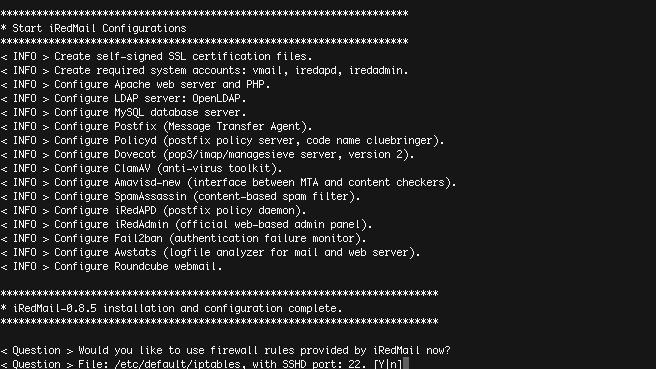 *****************************************************************
* Start iRedMail Configurations
*****************************************************************
< INFO > Create self-signed SSL certification files.
< INFO > Create required system accounts: vmail, iredapd, iredadmin.
< INFO > Configure Apache web server and PHP.
< INFO > Configure LDAP server: OpenLDAP.
< INFO > Configure MySQL database server.
< INFO > Configure Postfix (Message Transfer Agent).
< INFO > Configure Policyd (postfix policy server, code name cluebringer).
< INFO > Configure Dovecot (pop3/imap/managesieve server, version 2).
< INFO > Configure ClamAV (anti-virus toolkit).
< INFO > Configure Amavisd-new (interface between MTA and content checkers).
< INFO > Configure SpamAssassin (content-based spam filter).
< INFO > Configure iRedAPD (postfix policy daemon).
< INFO > Configure iRedAdmin (official web-based admin panel).
< INFO > Configure Fail2ban (authentication failure monitor).
< INFO > Configure Awstats (logfile analyzer for mail and web server).
< INFO > Configure Roundcube webmail.
**********************************************************************
* iRedMail-0.8.5 installation and configuration complete.
**********************************************************************
< Question > Would you like to use firewall rules provided by iRedMail now?
< Question > File: /etc/default/iptables, with SSHD port: 22. [Y|n]